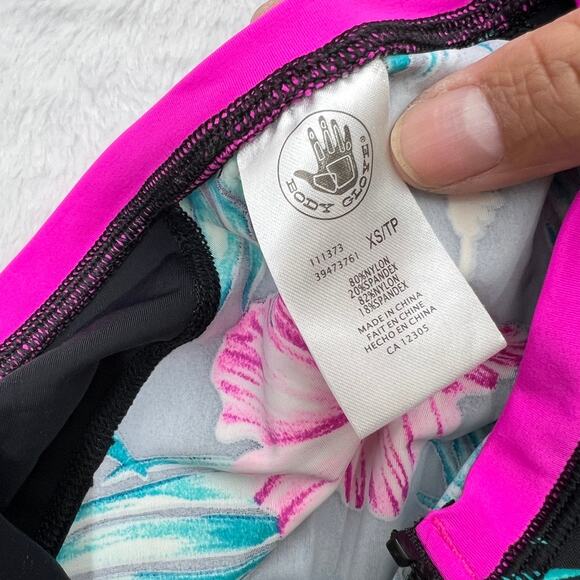 BODY GLOVE®
111373
39473761
XS/TP
80%NYLON
20%SPANDEX
82%NYLON
18%SPANDEX
MADE IN CHINA
FAIT EN CHINE
HECHO EN CHINA
CA 12305